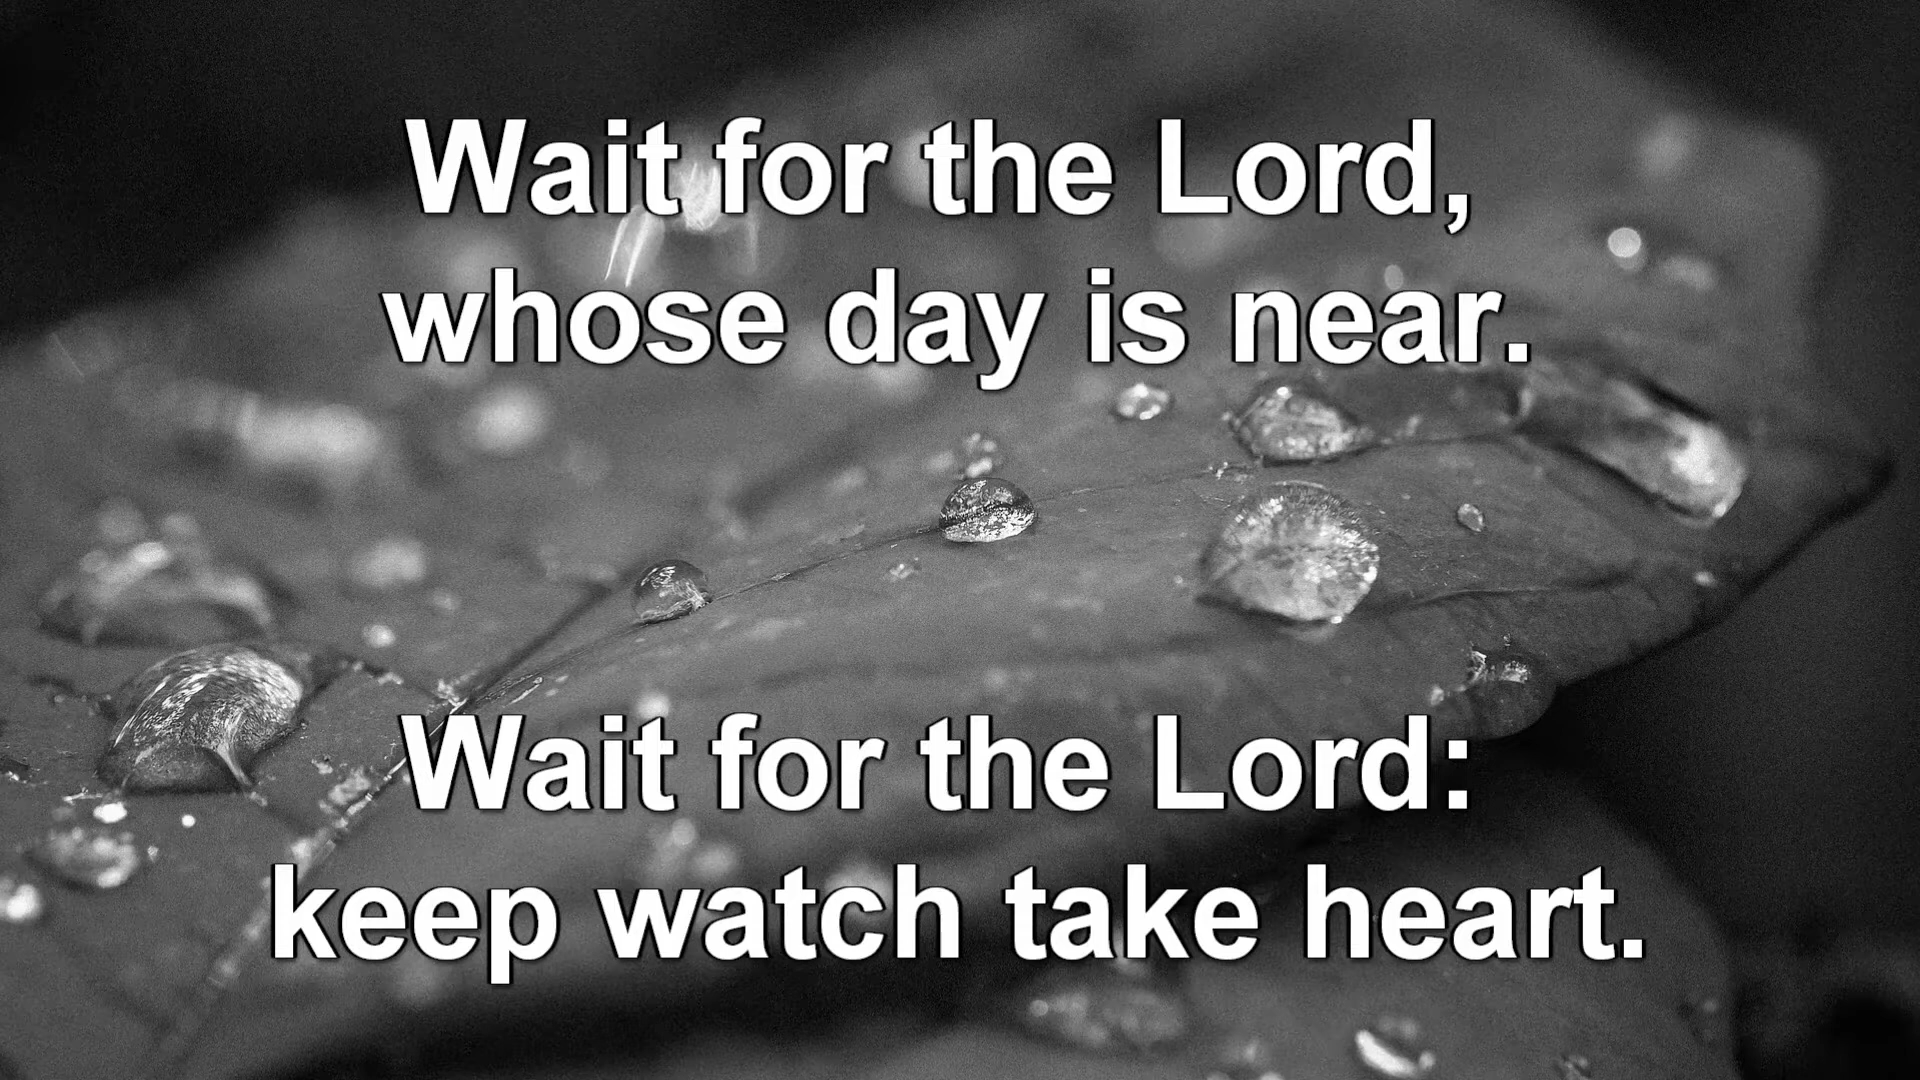 Wait for the Lord,
whose day is near.
Wait for the Lord:
keep watch take heart.